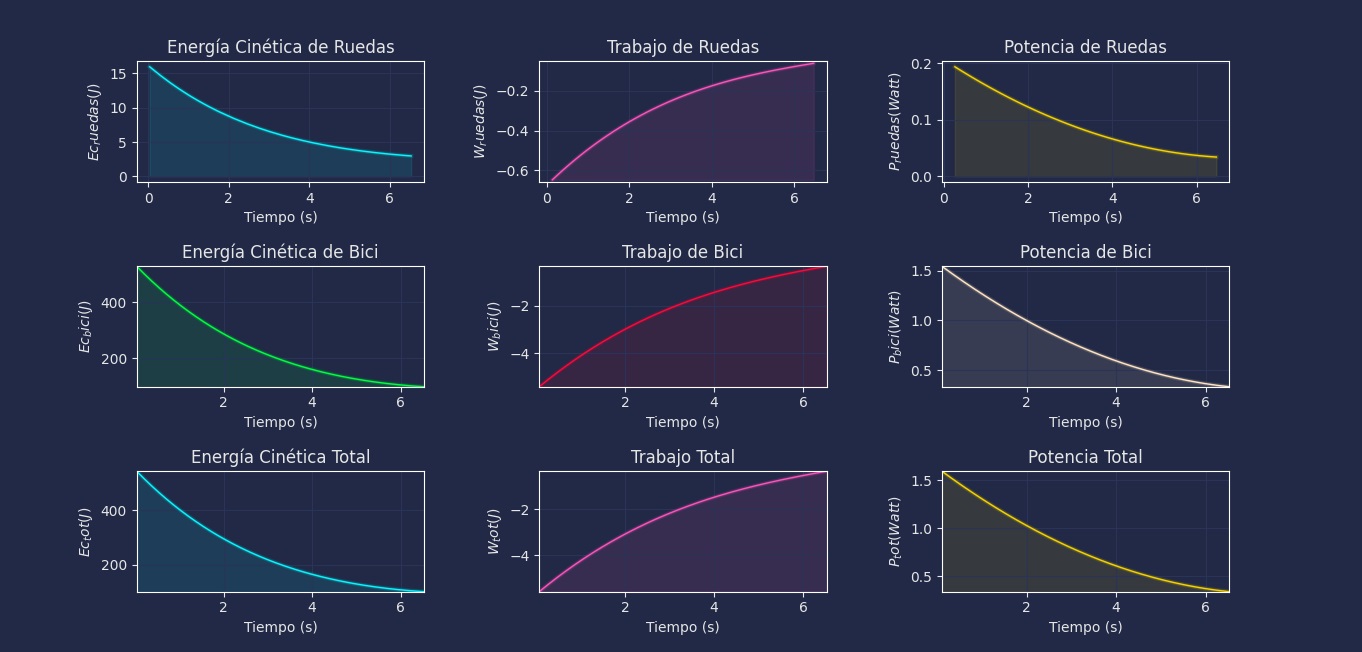 Energía Cinética de Ruedas
Trabajo de Ruedas
Potencia de Ruedas
15
10
5
0
Ec_ruedas(J)
0 2 4 6
Tiempo (s)
−0.2
−0.4
−0.6
W_ruedas(J)
0 2 4 6
Tiempo (s)
0.2
0.1
0.0
P_ruedas(Watt)
0 2 4 6
Tiempo (s)
Energía Cinética de Bici
Trabajo de Bici
Potencia de Bici
400
200
Ec_bici(J)
2 4 6
Tiempo (s)
−2
−4
W_bici(J)
2 4 6
Tiempo (s)
1.5
1.0
0.5
P_bici(Watt)
2 4 6
Tiempo (s)
Energía Cinética Total
Trabajo Total
Potencia Total
400
200
Ec_tot(J)
2 4 6
Tiempo (s)
−2
−4
W_tot(J)
2 4 6
Tiempo (s)
1.5
1.0
0.5
P_tot(Watt)
2 4 6
Tiempo (s)